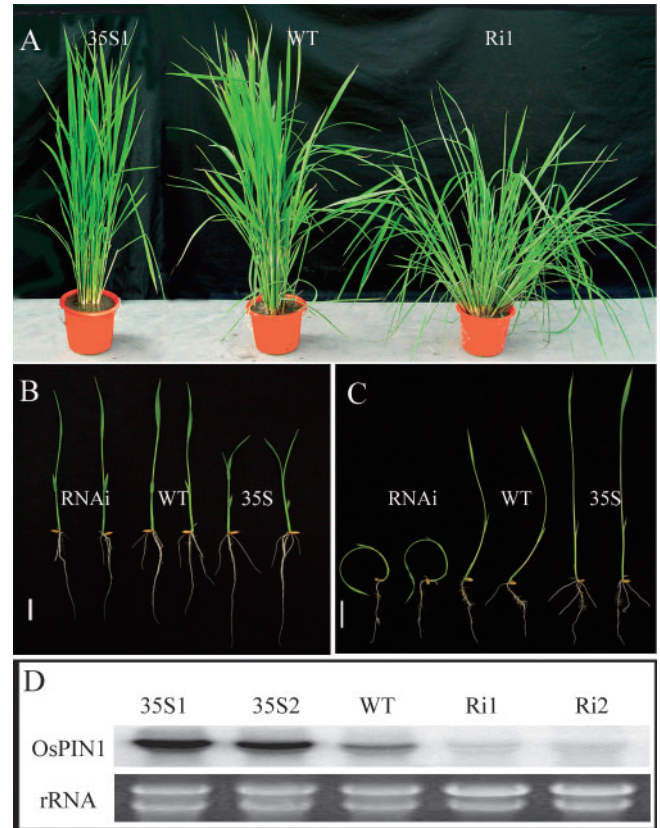 A 35S1 WT Ri1
B C
RNAi WT 35S RNAi WT 35S
D
35S1 35S2 WT Ri1 Ri2
OsPIN1
rRNA